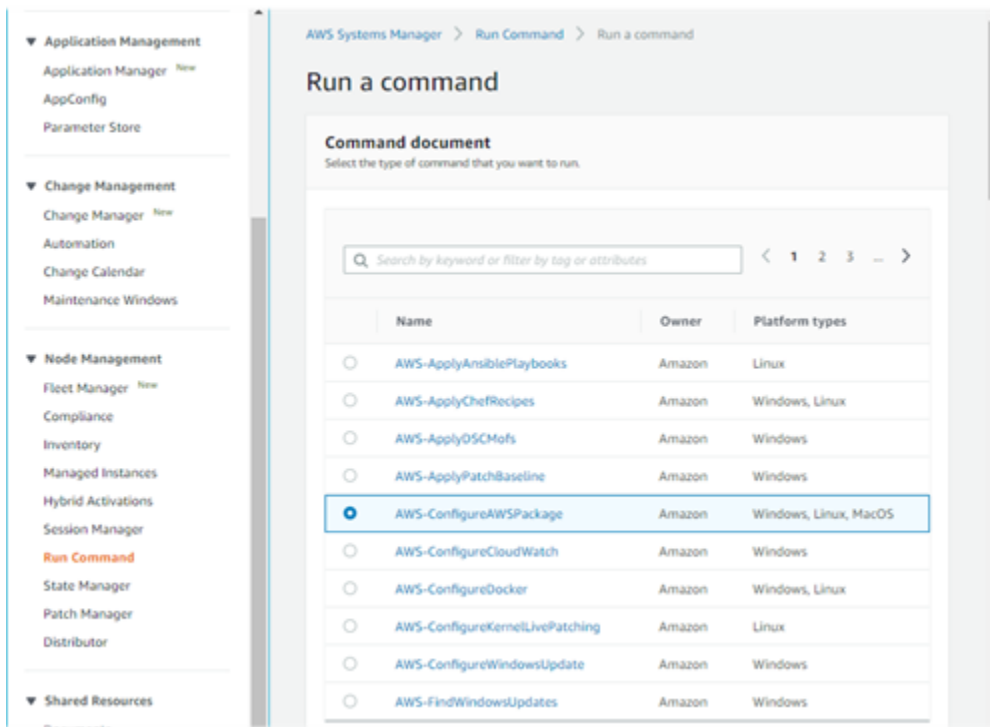 Application Management
Application Manager New
AppConfig
Parameter Store
Change Management
Change Manager New
Automation
Change Calendar
Maintenance Windows
Node Management
Fleet Manager New
Compliance
Inventory
Managed Instances
Hybrid Activations
Session Manager
Run Command
State Manager
Patch Manager
Distributor
Shared Resources
AWS Systems Manager > Run Command > Run a command
Run a command
Command document
Select the type of command that you want to run.
Search by keyword or filter by tag or attributes
< 1 2 3 ... >
Name Owner Platform types
AWS-ApplyAnsiblePlaybooks Amazon Linux
AWS-ApplyChefRecipes Amazon Windows, Linux
AWS-ApplyDSCMofs Amazon Windows
AWS-ApplyPatchBaseline Amazon Windows
AWS-ConfigureAWSPackage Amazon Windows, Linux, MacOS
AWS-ConfigureCloudWatch Amazon Windows
AWS-ConfigureDocker Amazon Windows, Linux
AWS-ConfigureKernelLivePatching Amazon Linux
AWS-ConfigureWindowsUpdate Amazon Windows
AWS-FindWindowsUpdates Amazon Windows